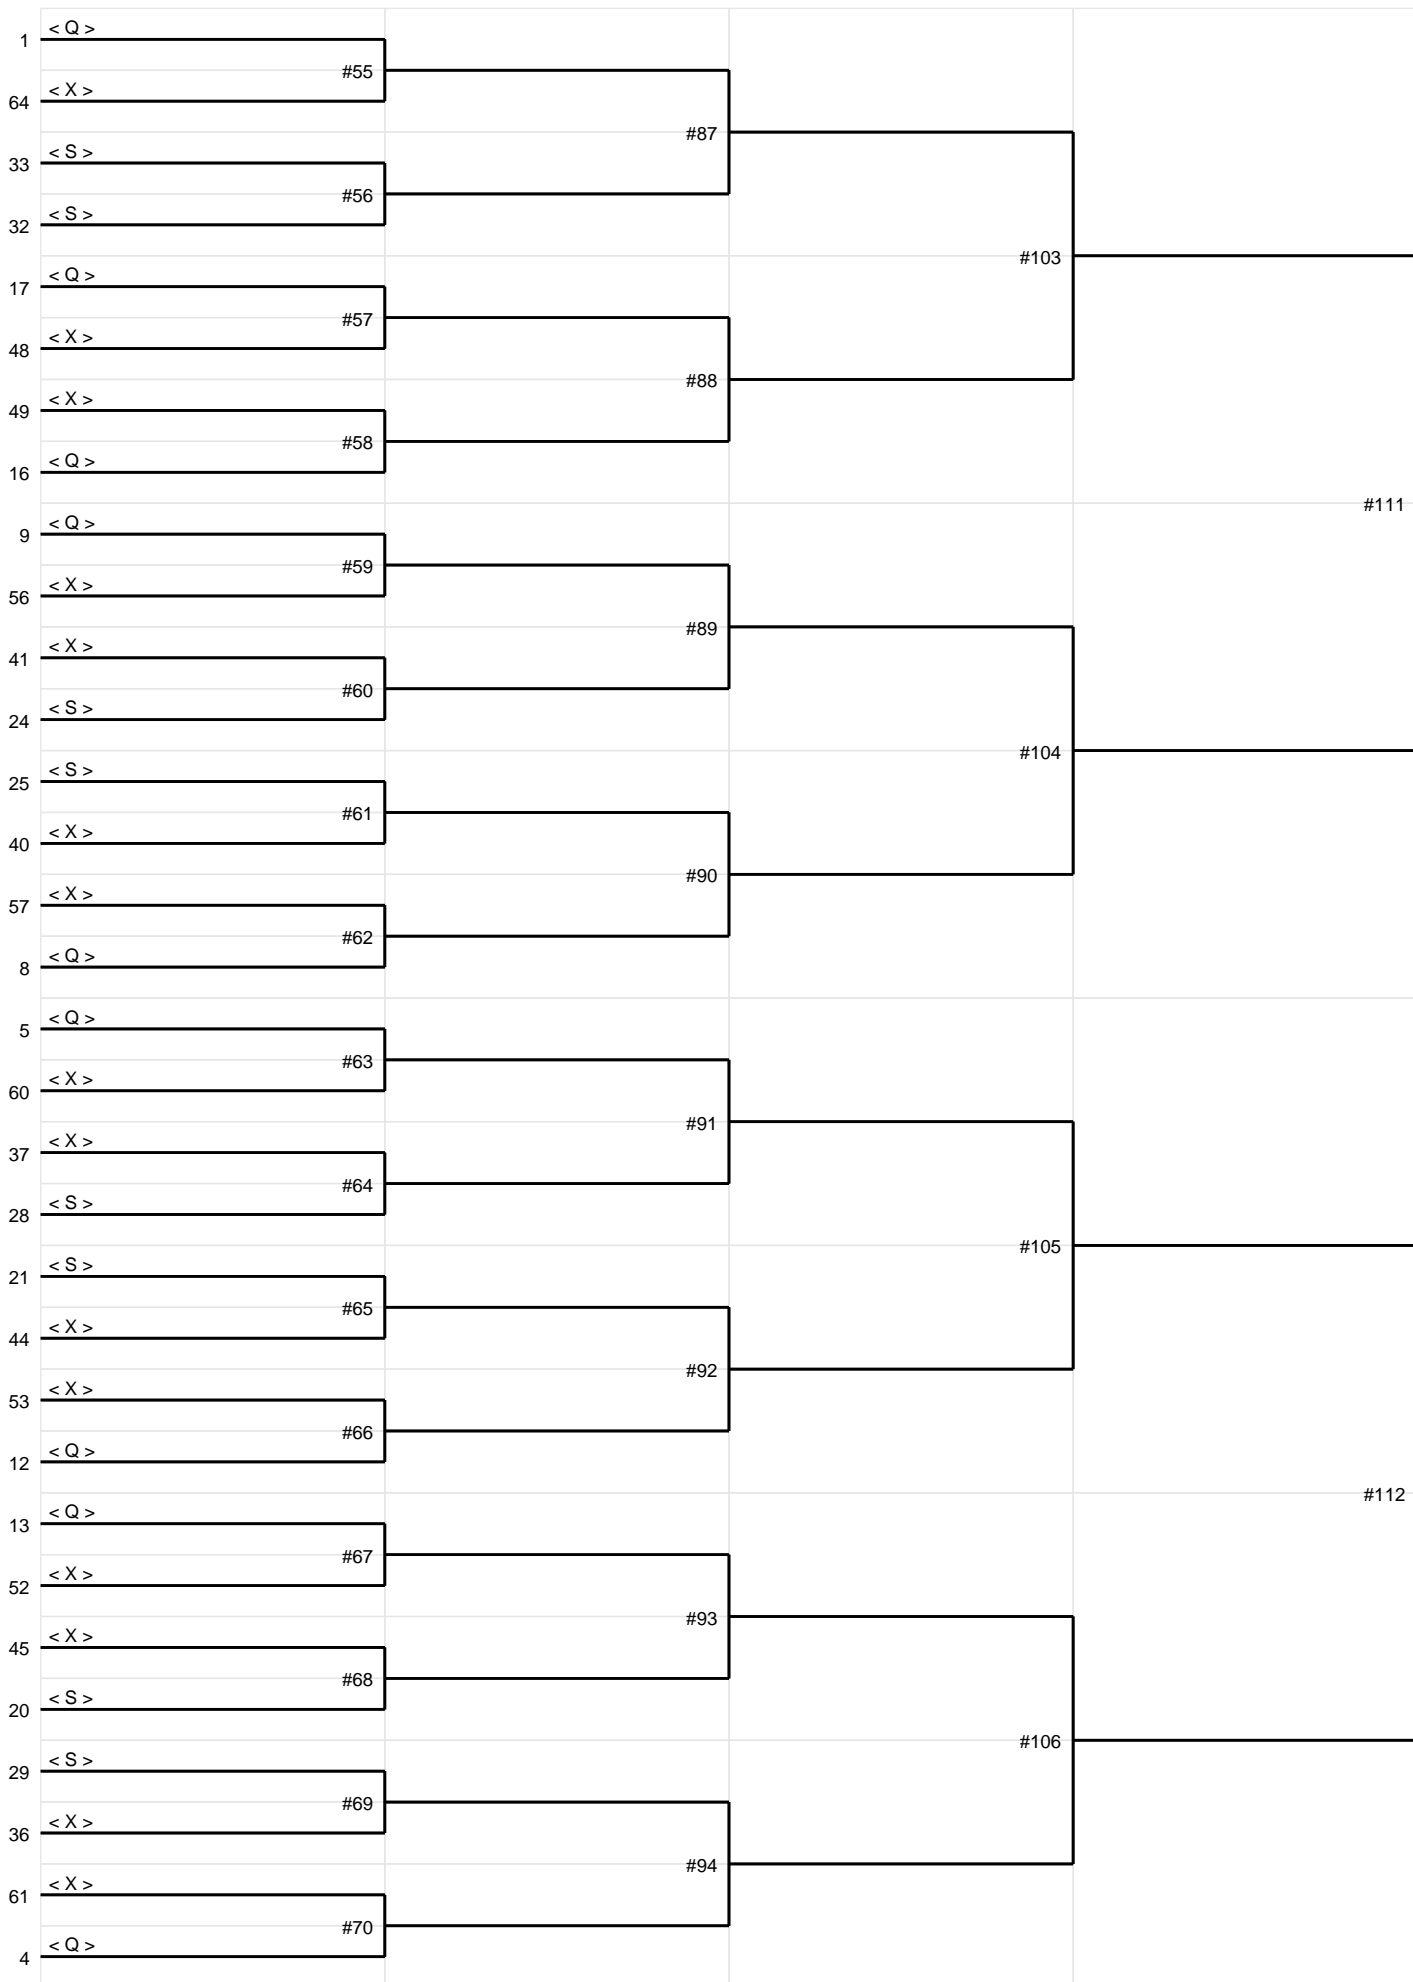 < Q >
1
#55
< X >
64
#87
< S >
33
#56
< S >
32
#103
< Q >
17
#57
< X >
48
#88
< X >
49
#58
< Q >
16
#111
< Q >
9
#59
< X >
56
#89
< X >
41
#60
< S >
24
#104
< S >
25
#61
< X >
40
#90
< X >
57
#62
< Q >
8
< Q >
5
#63
< X >
60
#91
< X >
37
#64
< S >
28
#105
< S >
21
#65
< X >
44
#92
< X >
53
#66
< Q >
12
#112
< Q >
13
#67
< X >
52
#93
< X >
45
#68
< S >
20
#106
< S >
29
#69
< X >
36
#94
< X >
61
#70
< Q >
4